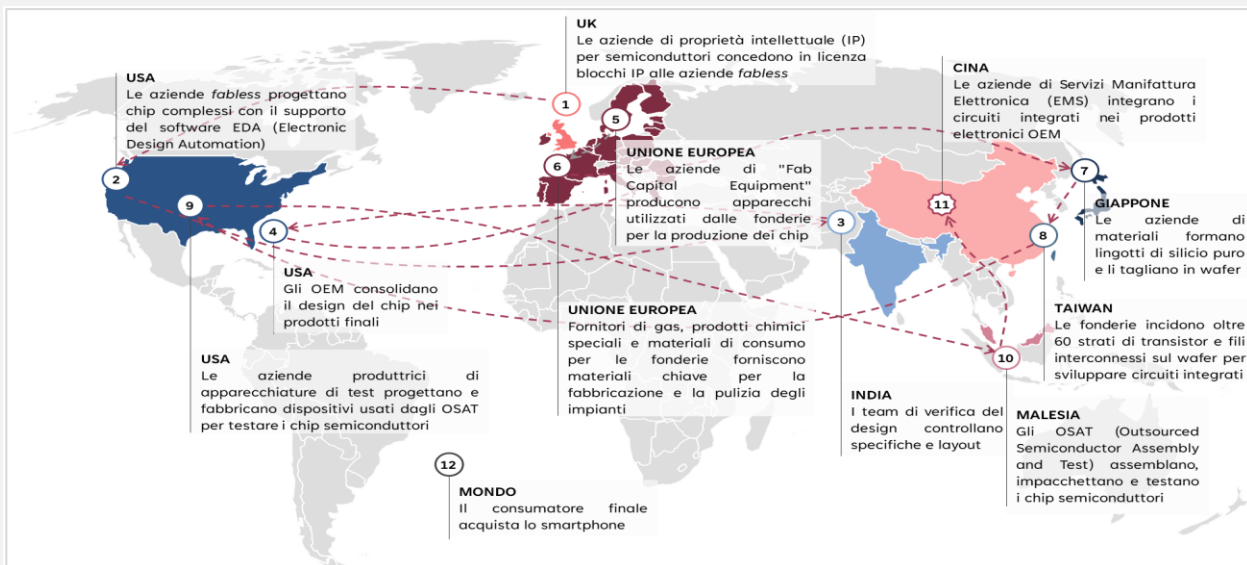 UK
Le aziende di proprietà intellettuale (IP)
per semiconduttori concedono in licenza
blocchi IP alle aziende fabless
1
USA
Le aziende fabless progettano
chip complessi con il supporto
del software EDA (Electronic
Design Automation)
2
INDIA
I team di verifica del
design controllano
specifiche e layout
3
USA
Gli OEM consolidano
il design del chip nei
prodotti finali
4
UNIONE EUROPEA
Le aziende di "Fab
Capital Equipment"
producono apparecchi
utilizzati dalle fonderie
per la produzione dei chip
5
UNIONE EUROPEA
Fornitori di gas, prodotti chimici
speciali e materiali di consumo
per le fonderie forniscono
materiali chiave per la
fabbricazione e la pulizia degli
impianti
6
GIAPPONE
Le aziende di
materiali formano
lingotti di silicio puro
e li tagliano in wafer
7
TAIWAN
Le fonderie incidono oltre
60 strati di transistor e fili
interconnessi sul wafer per
sviluppare circuiti integrati
8
USA
Le aziende produttrici di
apparecchiature di test progettano e
fabbricano dispositivi usati dagli OSAT
per testare i chip semiconduttori
9
MALESIA
Gli OSAT (Outsourced
Semiconductor Assembly
and Test) assemblano,
impacchettano e testano
i chip semiconduttori
10
CINA
Le aziende di Servizi Manifattura
Elettronica (EMS) integrano i
circuiti integrati nei prodotti
elettronici OEM
11
MONDO
Il consumatore finale
acquista lo smartphone
12